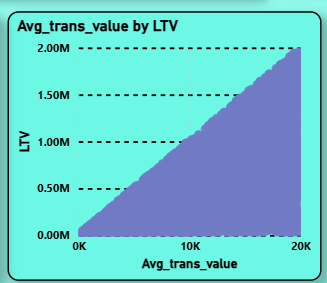 Avg_trans_value by LTV
2.00M
1.50M
1.00M
0.50M
0.00M
LTV
0K 10K 20K
Avg_trans_value